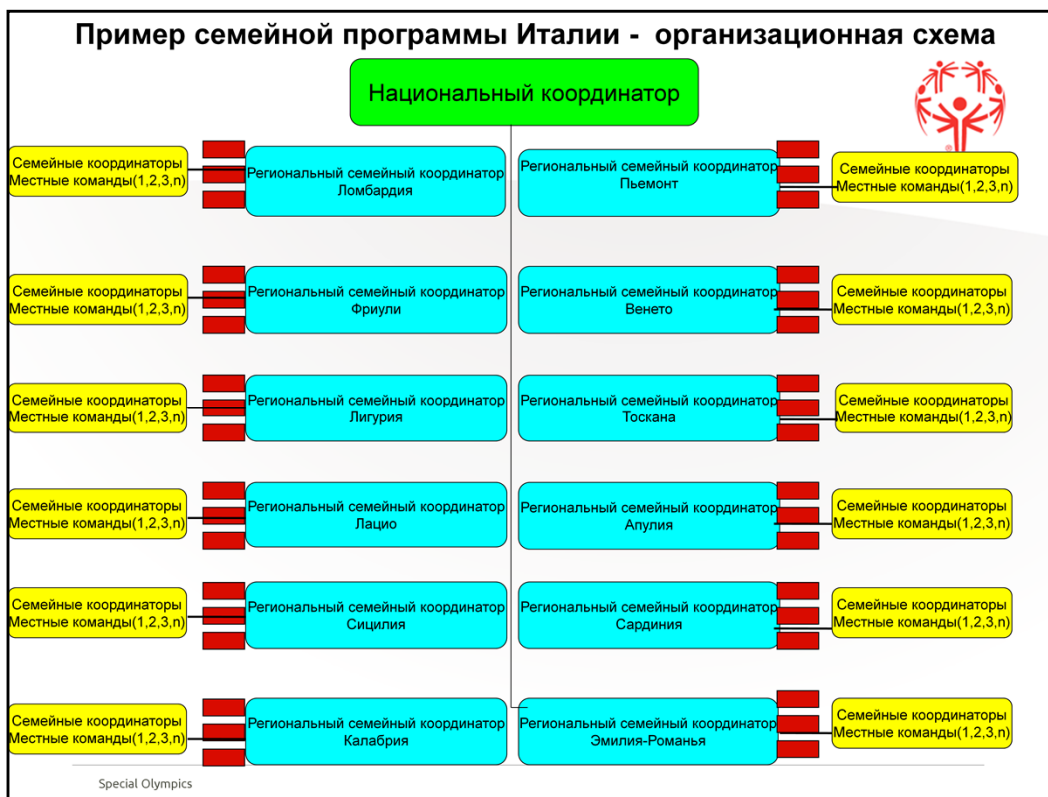 Пример семейной программы Италии - организационная схема
Национальный координатор
Семейные координаторы
Местные команды(1,2,3,n)
Региональный семейный координатор
Ломбардия
Региональный семейный координатор
Пьемонт
Семейные координаторы
Местные команды(1,2,3,n)
Семейные координаторы
Местные команды(1,2,3,n)
Региональный семейный координатор
Фриули
Региональный семейный координатор
Венето
Семейные координаторы
Местные команды(1,2,3,n)
Семейные координаторы
Местные команды(1,2,3,n)
Региональный семейный координатор
Лигурия
Региональный семейный координатор
Тоскана
Семейные координаторы
Местные команды(1,2,3,n)
Семейные координаторы
Местные команды(1,2,3,n)
Региональный семейный координатор
Лацио
Региональный семейный координатор
Апулия
Семейные координаторы
Местные команды(1,2,3,n)
Семейные координаторы
Местные команды(1,2,3,n)
Региональный семейный координатор
Сицилия
Региональный семейный координатор
Сардиния
Семейные координаторы
Местные команды(1,2,3,n)
Семейные координаторы
Местные команды(1,2,3,n)
Региональный семейный координатор
Калабрия
Региональный семейный координатор
Эмилия-Романья
Семейные координаторы
Местные команды(1,2,3,n)
Special Olympics